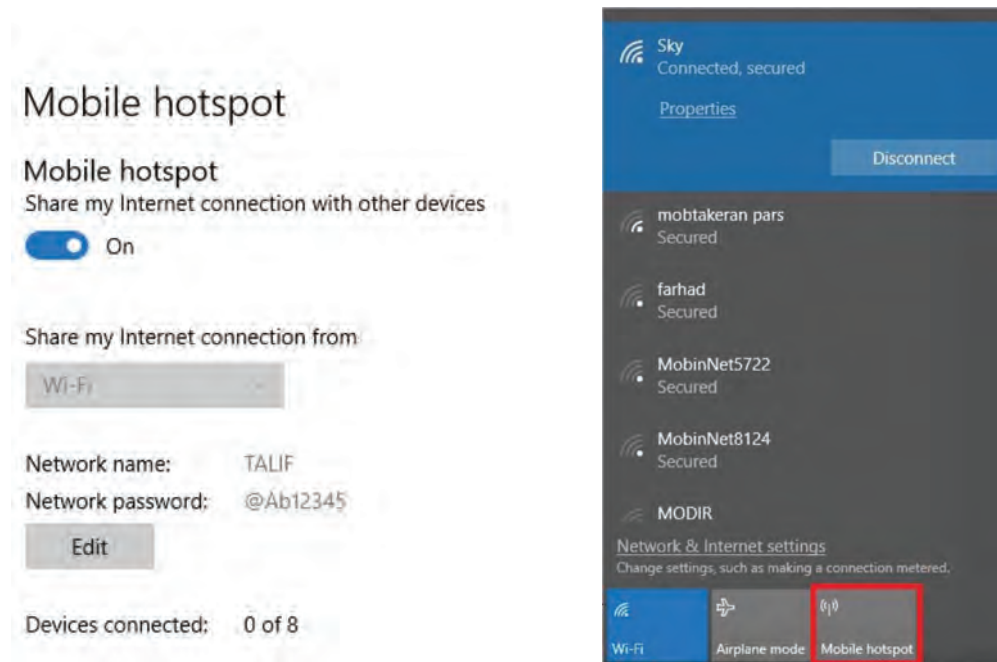 Mobile hotspot
Mobile hotspot
Share my Internet connection with other devices
On
Share my Internet connection from
Wi-Fi
Network name: TALIF
Network password: @Ab12345
Edit
Devices connected: 0 of 8
Sky
Connected, secured
Properties
Disconnect
mobtakeran pars
Secured
farhad
Secured
MobinNet5722
Secured
MobinNet8124
Secured
MODIR
Network & Internet settings
Change settings, such as making a connection metered.
Wi-Fi Airplane mode Mobile hotspot